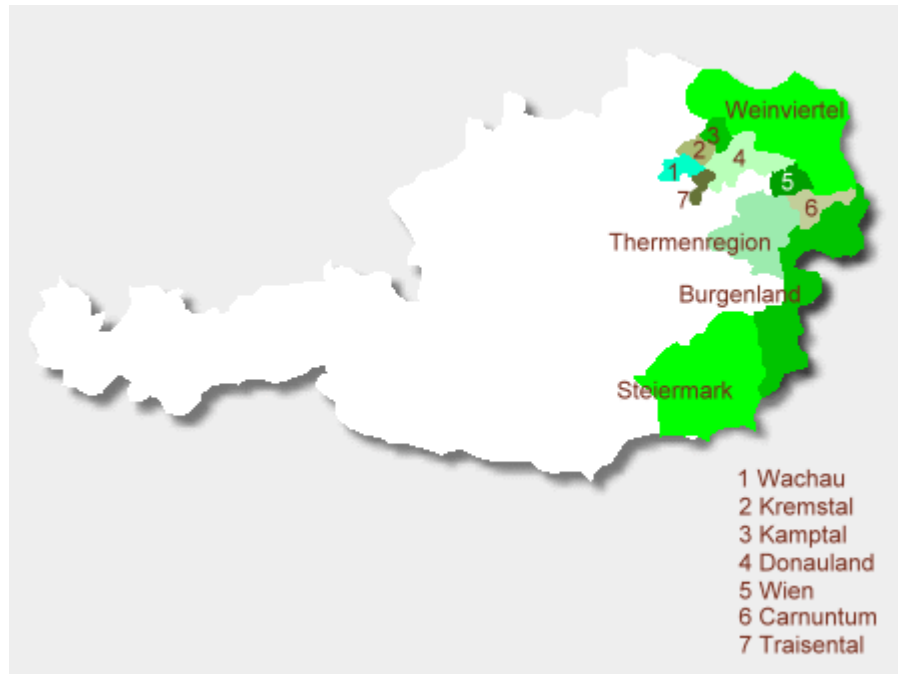 Weinviertel
3
2
4
1
5
7
6
Thermenregion
Burgenland
Steiermark
1 Wachau
2 Kremstal
3 Kamptal
4 Donauland
5 Wien
6 Carnuntum
7 Traisental